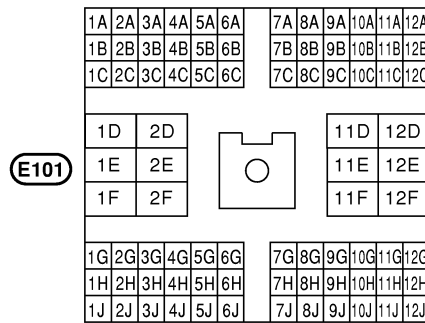 1A 2A 3A 4A 5A 6A 7A 8A 9A 10A 11A 12A
1B 2B 3B 4B 5B 6B 7B 8B 9B 10B 11B 12B
1C 2C 3C 4C 5C 6C 7C 8C 9C 10C 11C 12C
1D 2D 11D 12D
E101 1E 2E 11E 12E
1F 2F 11F 12F
1G 2G 3G 4G 5G 6G 7G 8G 9G 10G 11G 12G
1H 2H 3H 4H 5H 6H 7H 8H 9H 10H 11H 12H
1J 2J 3J 4J 5J 6J 7J 8J 9J 10J 11J 12J